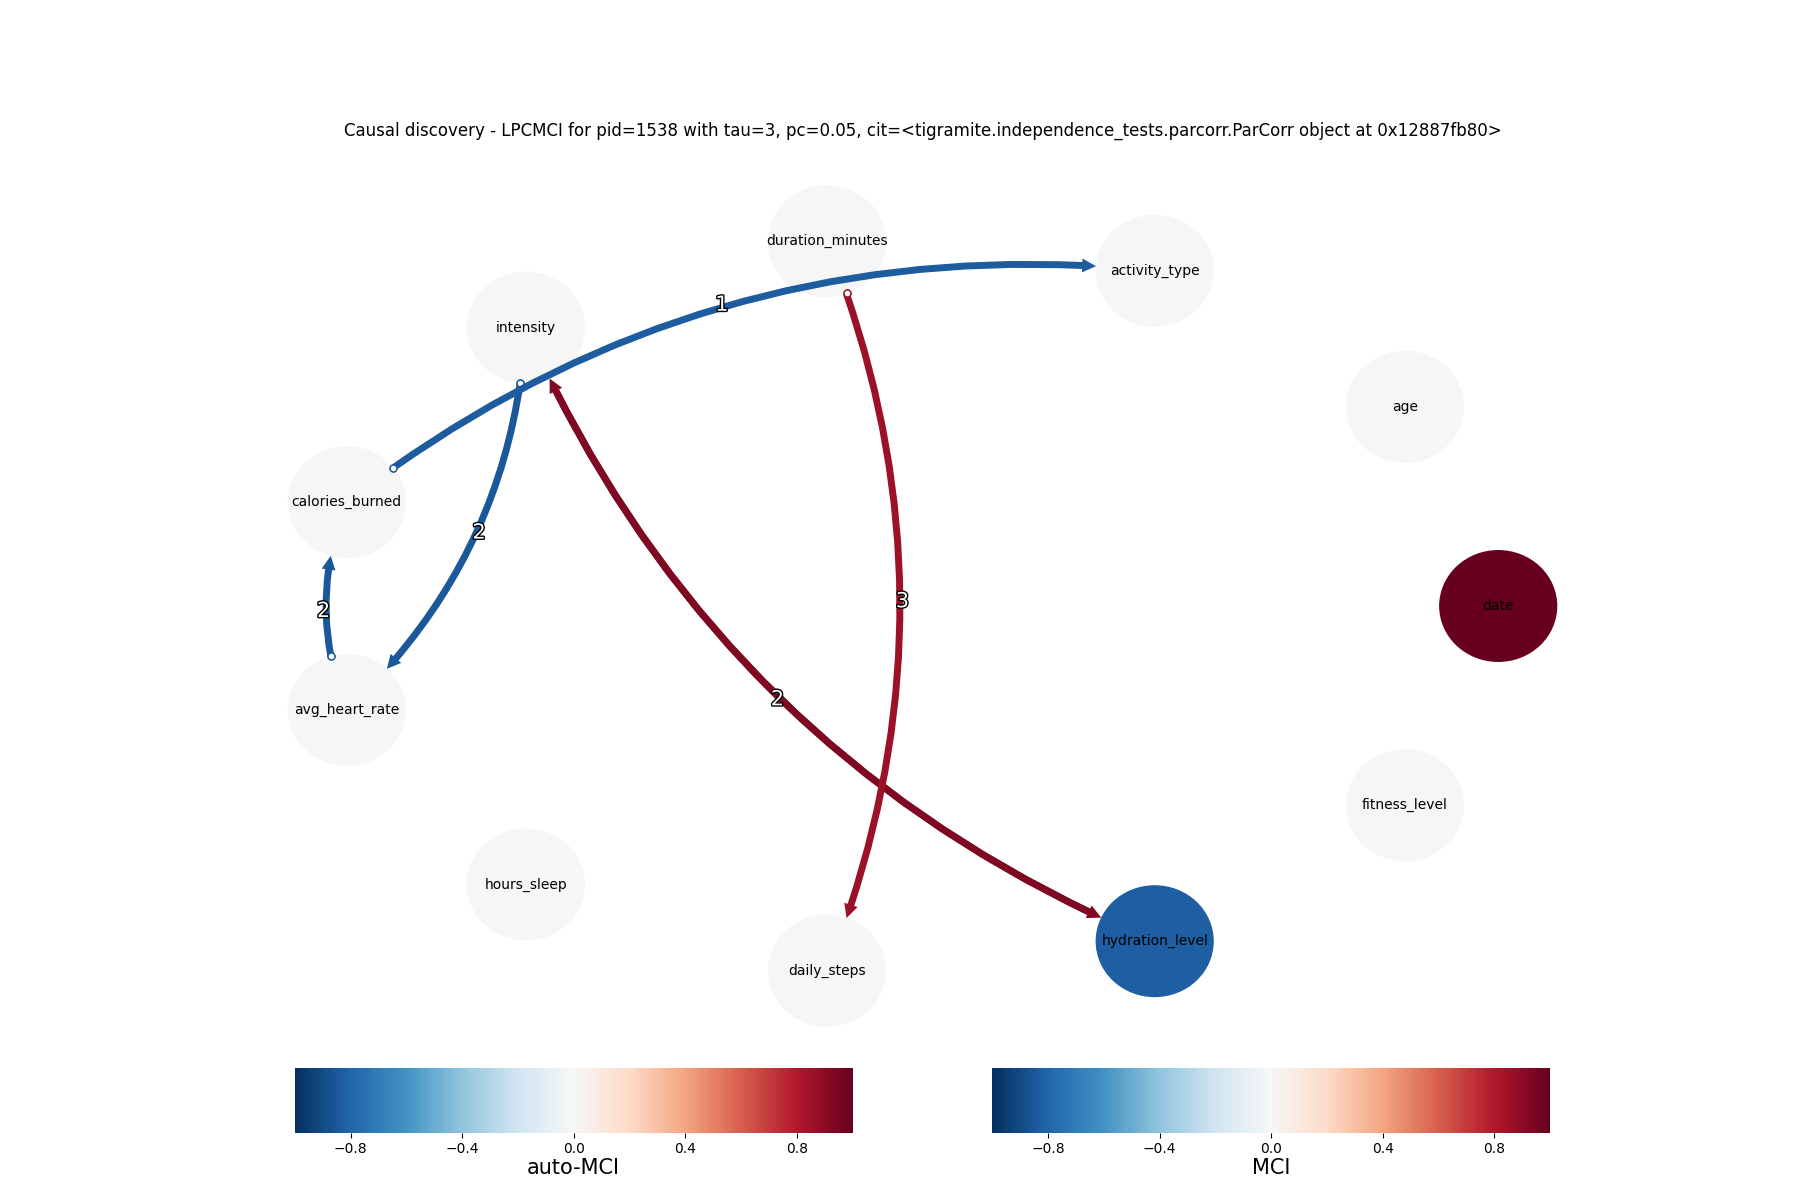 Causal discovery - LPCMCI for pid=1538 with tau=3, pc=0.05, cit=<tigramite.independence_tests.parcorr.ParCorr object at 0x12887fb80>
duration_minutes
activity_type
1
intensity
age
calories_burned
2
3
date
2
avg_heart_rate
2
fitness_level
hours_sleep
hydration_level
daily_steps
−0.8 −0.4 0.0 0.4 0.8
auto-MCI
−0.8 −0.4 0.0 0.4 0.8
MCI